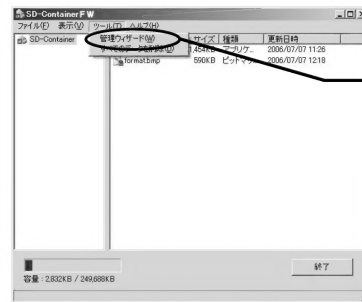 SD-Container FW
ファイル(F) 表示(V) ツール(T) ヘルプ(H)
SD-Container
管理ウィザード(W)
サイズ 種類 更新日時
1,454KB アプリケ... 2006/07/07 11:26
format.bmp 590KB ビットマッ... 2006/07/07 12:18
容量 : 2,832KB / 249,688KB
終了